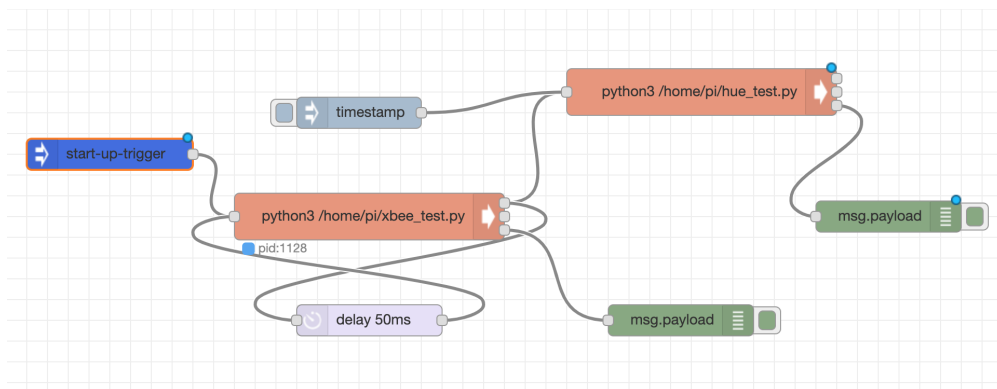 python3 /home/pi/hue_test.py
timestamp
start-up-trigger
python3 /home/pi/xbee_test.py
msg.payload
pid:1128
delay 50ms
msg.payload